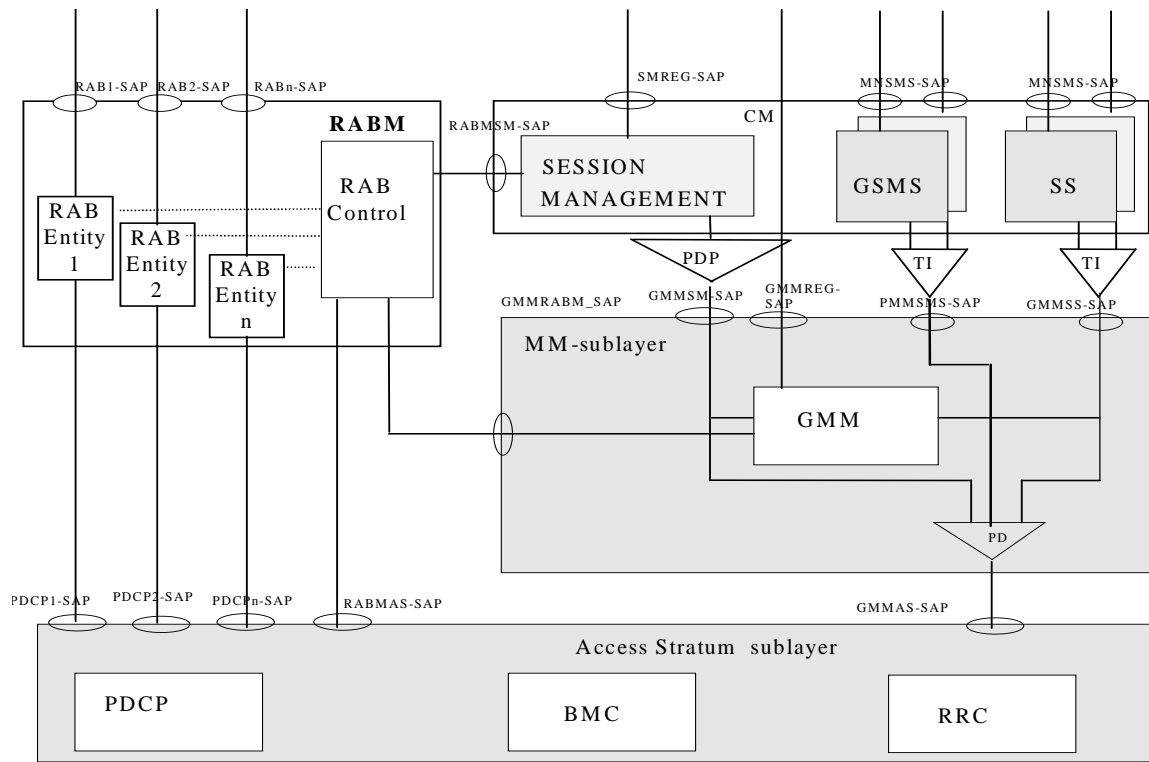 RAB1-SAP
RAB2-SAP
RABn-SAP
SMREG-SAP
MNSMS-SAP
MNSMS-SAP
RABM
RABMSM-SAP
CM
RAB
Control
SESSION
MANAGEMENT
GSMS
SS
RAB
Entity
1
RAB
Entity
2
RAB
Entity
n
PDP
TI
TI
GMMRABM_SAP
GMMSM-SAP
GMMREG-
SAP
PMMSMS-SAP
GMMSS-SAP
MM-sublayer
GMM
PD
PDCP1-SAP
PDCP2-SAP
PDCPn-SAP
RABMAS-SAP
GMMAS-SAP
Access Stratum sublayer
PDCP
BMC
RRC